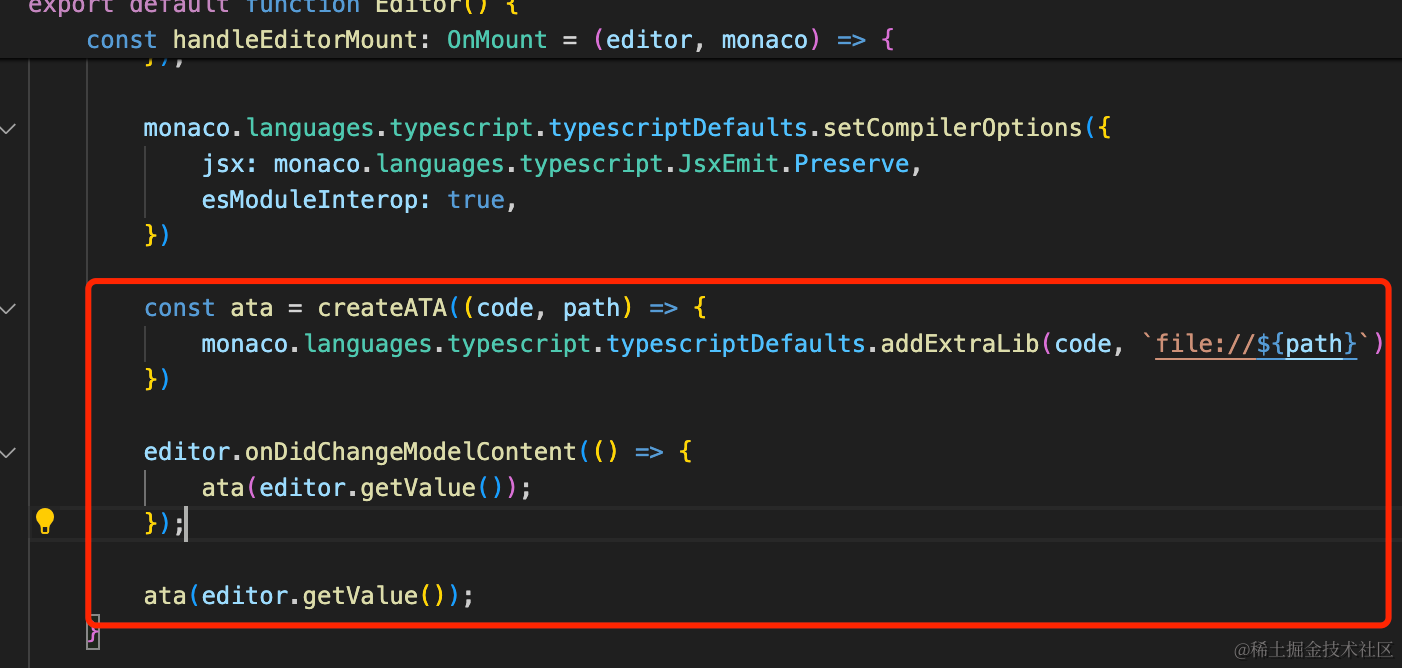 export default function Editor() {
const handleEditorMount: OnMount = (editor, monaco) => {
});
monaco.languages.typescript.typescriptDefaults.setCompilerOptions({
jsx: monaco.languages.typescript.JsxEmit.Preserve,
esModuleInterop: true,
})
const ata = createATA((code, path) => {
monaco.languages.typescript.typescriptDefaults.addExtraLib(code, `file://${path}`)
})
editor.onDidChangeModelContent(() => {
ata(editor.getValue());
});
ata(editor.getValue());
}
@稀土掘金技术社区